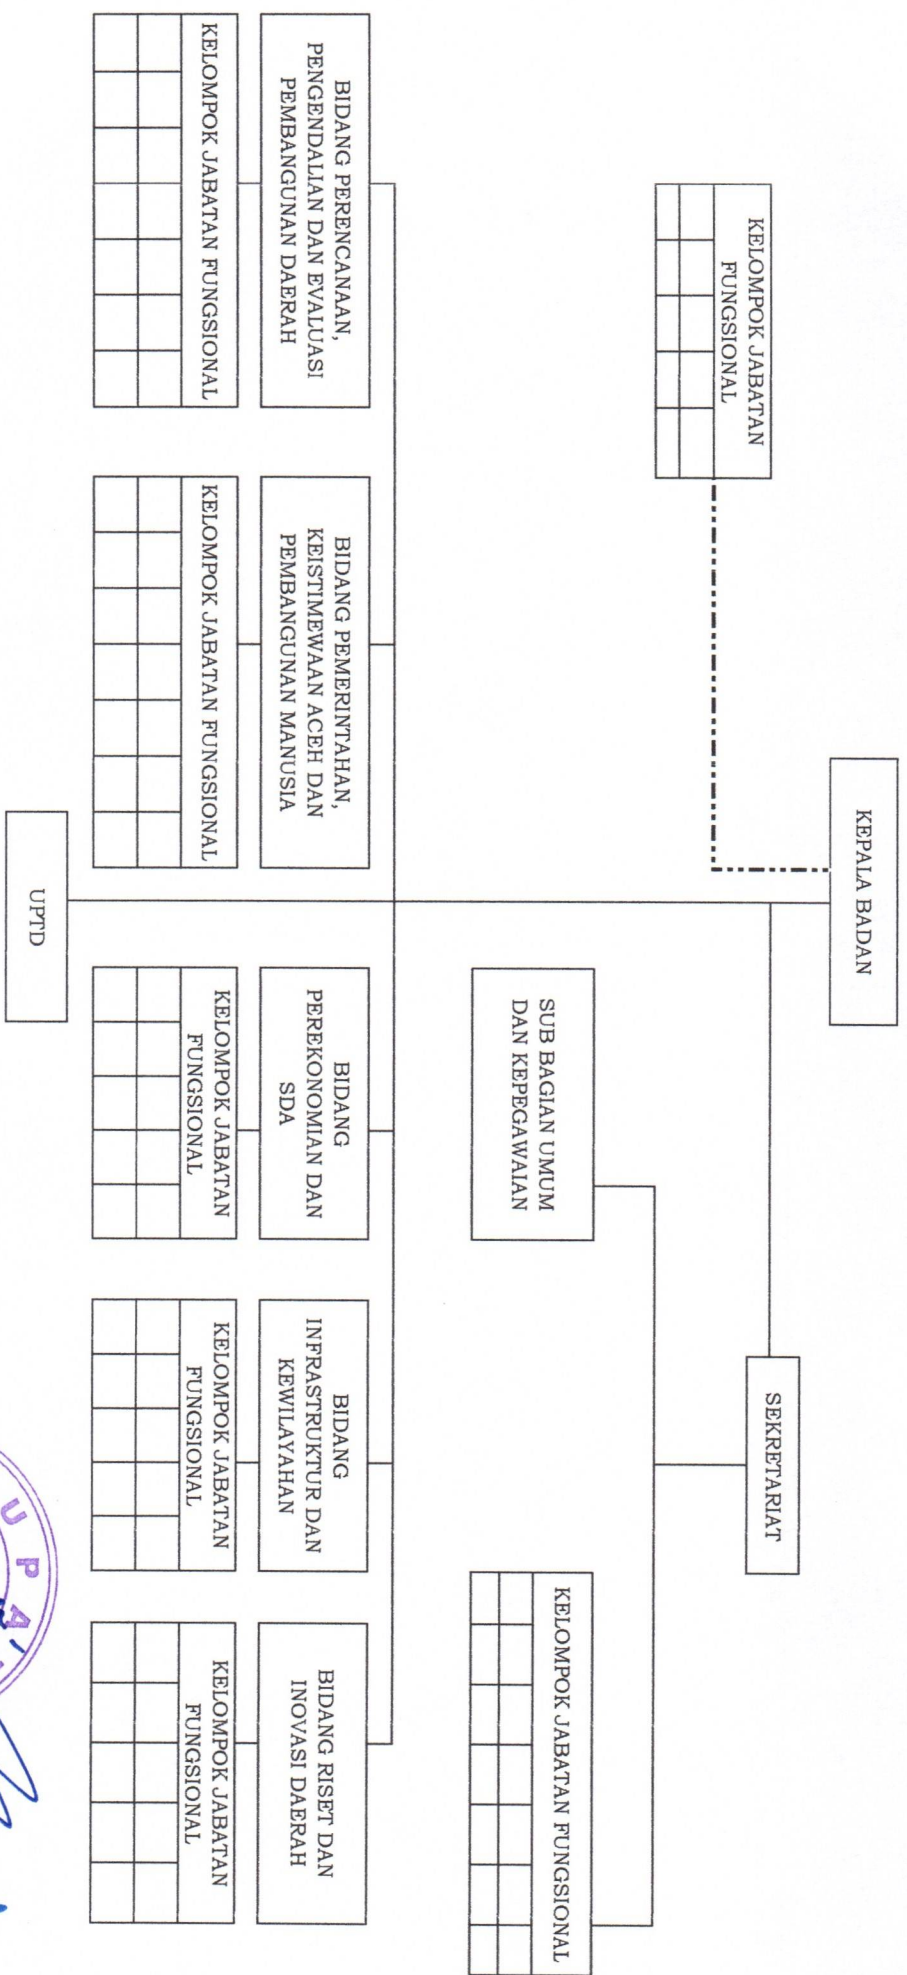 KEPALA BADAN
KELOMPOK JABATAN
FUNGSIONAL
SEKRETARIAT
SUB BAGIAN UMUM
DAN KEPEGAWAIAN
KELOMPOK JABATAN FUNGSIONAL
BIDANG PERENCANAAN,
PENGENDALIAN DAN EVALUASI
PEMBANGUNAN DAERAH
KELOMPOK JABATAN FUNGSIONAL
BIDANG PEMERINTAHAN,
KEISTIMEWAAN ACEH DAN
PEMBANGUNAN MANUSIA
KELOMPOK JABATAN FUNGSIONAL
BIDANG
PEREKONOMIAN DAN
SDA
KELOMPOK JABATAN
FUNGSIONAL
BIDANG
INFRASTRUKTUR DAN
KEWILAYAHAN
KELOMPOK JABATAN
FUNGSIONAL
BIDANG RISET DAN
INOVASI DAERAH
KELOMPOK JABATAN
FUNGSIONAL
UPTD